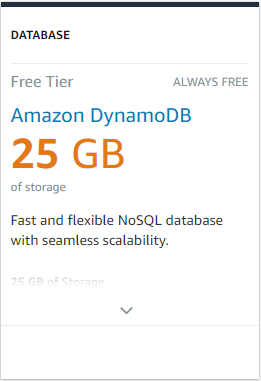 DATABASE
Free Tier ALWAYS FREE
Amazon DynamoDB
25 GB
of storage
Fast and flexible NoSQL database
with seamless scalability.
25 GB of Storage